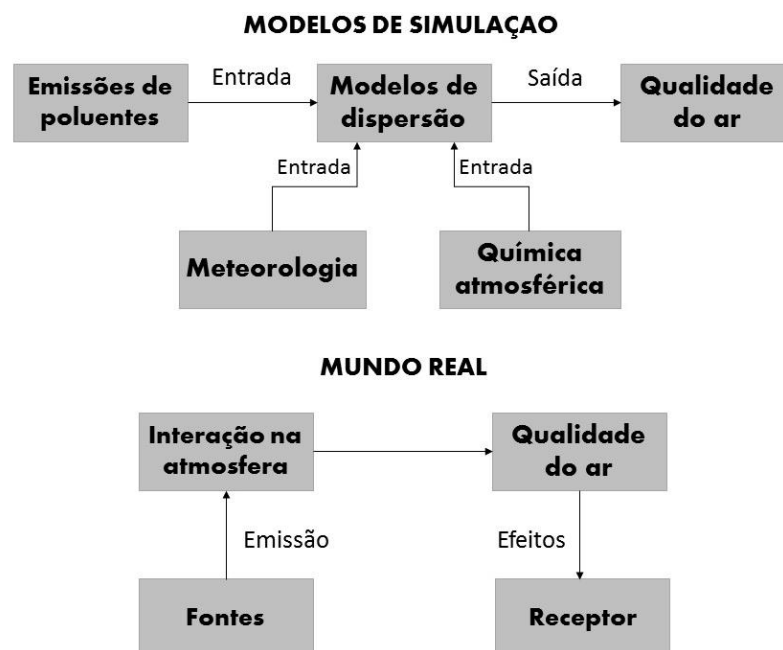 MODELOS DE SIMULAÇAO
Emissões de
poluentes
Entrada
Modelos de
dispersão
Saída
Qualidade
do ar
Entrada
Entrada
Meteorologia
Química
atmosférica
MUNDO REAL
Interação na
atmosfera
Qualidade
do ar
Emissão
Efeitos
Fontes
Receptor